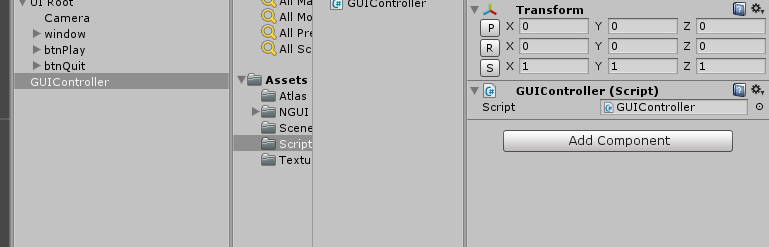 UI Root
Camera
window
btnPlay
btnQuit
GUIController
All Ma
All Mo
All Pre
All Sc
Assets
Atlas
NGUI
Scene
Script
Textu
GUIController
Transform
P X 0 Y 0 Z 0
R X 0 Y 0 Z 0
S X 1 Y 1 Z 1
GUIController (Script)
Script GUIController
Add Component